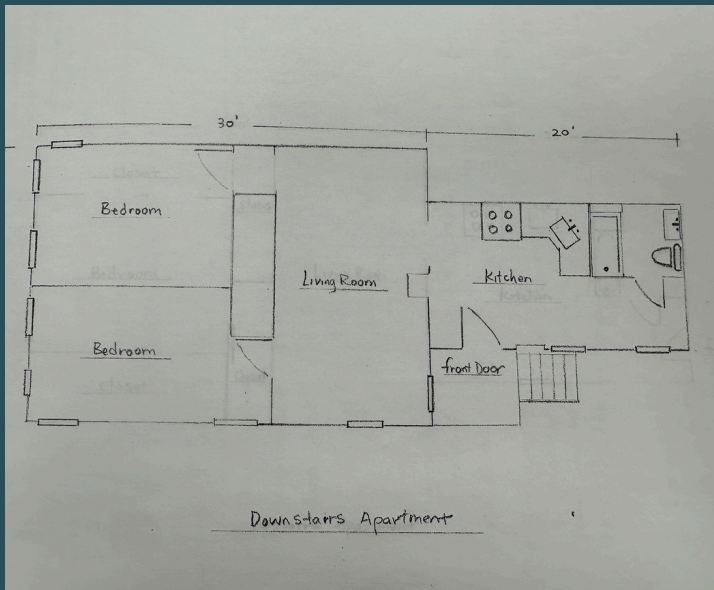 30'
20'
Bedroom
Living Room
Kitchen
Bedroom
front Door
Downstairs Apartment